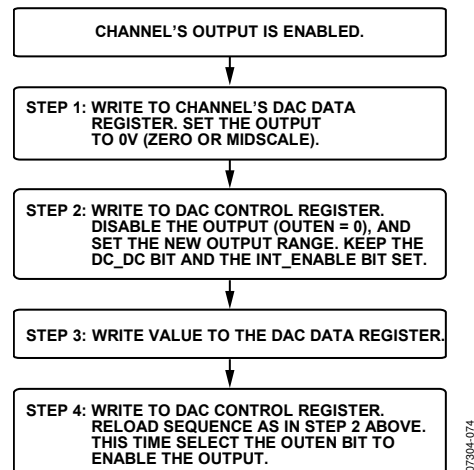 CHANNEL'S OUTPUT IS ENABLED.
STEP 1: WRITE TO CHANNEL'S DAC DATA
REGISTER. SET THE OUTPUT
TO 0V (ZERO OR MIDSCALE).
STEP 2: WRITE TO DAC CONTROL REGISTER.
DISABLE THE OUTPUT (OUTEN = 0), AND
SET THE NEW OUTPUT RANGE. KEEP THE
DC_DC BIT AND THE INT_ENABLE BIT SET.
STEP 3: WRITE VALUE TO THE DAC DATA REGISTER.
STEP 4: WRITE TO DAC CONTROL REGISTER.
RELOAD SEQUENCE AS IN STEP 2 ABOVE.
THIS TIME SELECT THE OUTEN BIT TO
ENABLE THE OUTPUT.
07304-074